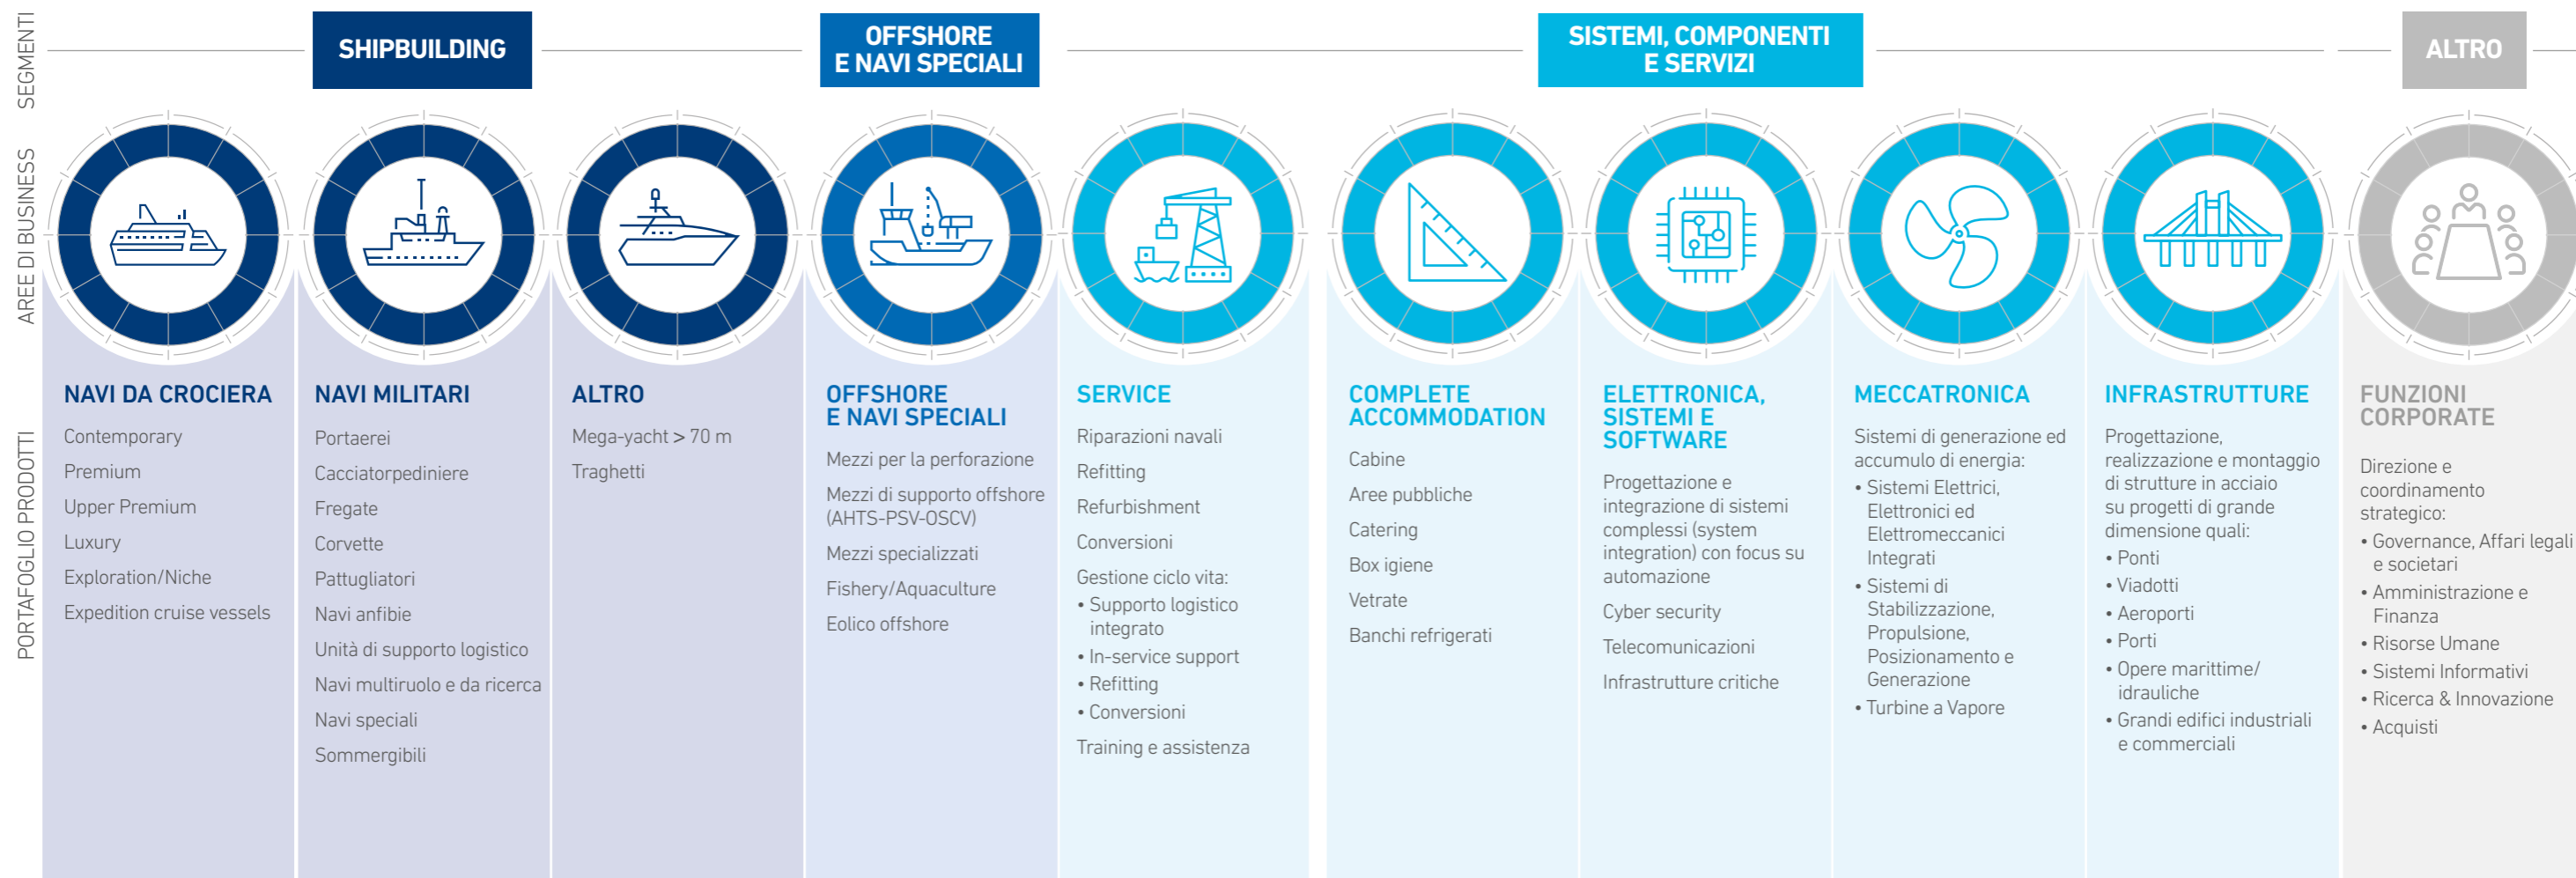 SEGMENTI
SHIPBUILDING
OFFSHORE
E NAVI SPECIALI
SISTEMI, COMPONENTI
E SERVIZI
ALTRO
AREE DI BUSINESS
PORTAFOGLIO PRODOTTI
NAVI DA CROCIERA
Contemporary
Premium
Upper Premium
Luxury
Exploration/Niche
Expedition cruise vessels
NAVI MILITARI
Portaerei
Cacciatorpediniere
Fregate
Corvette
Pattugliatori
Navi anfibie
Unità di supporto logistico
Navi multiruolo e da ricerca
Navi speciali
Sommergibili
ALTRO
Mega-yacht > 70 m
Traghetti
OFFSHORE
E NAVI SPECIALI
Mezzi per la perforazione
Mezzi di supporto offshore
(AHTS-PSV-OSCV)
Mezzi specializzati
Fishery/Aquaculture
Eolico offshore
SERVICE
Riparazioni navali
Refitting
Refurbishment
Conversioni
Gestione ciclo vita:
• Supporto logistico
integrato
• In-service support
• Refitting
• Conversioni
Training e assistenza
COMPLETE
ACCOMMODATION
Cabine
Aree pubbliche
Catering
Box igiene
Vetrate
Banchi refrigerati
ELETTRONICA,
SISTEMI E
SOFTWARE
Progettazione e
integrazione di sistemi
complessi (system
integration) con focus su
automazione
Cyber security
Telecomunicazioni
Infrastrutture critiche
MECCATRONICA
Sistemi di generazione ed
accumulo di energia:
• Sistemi Elettrici,
Elettronici ed
Elettromeccanici
Integrati
• Sistemi di
Stabilizzazione,
Propulsione,
Posizionamento e
Generazione
• Turbine a Vapore
INFRASTRUTTURE
Progettazione,
realizzazione e montaggio
di strutture in acciaio
su progetti di grande
dimensione quali:
• Ponti
• Viadotti
• Aeroporti
• Porti
• Opere marittime/
idrauliche
• Grandi edifici industriali
e commerciali
FUNZIONI
CORPORATE
Direzione e
coordinamento
strategico:
• Governance, Affari legali
e societari
• Amministrazione e
Finanza
• Risorse Umane
• Sistemi Informativi
• Ricerca & Innovazione
• Acquisti